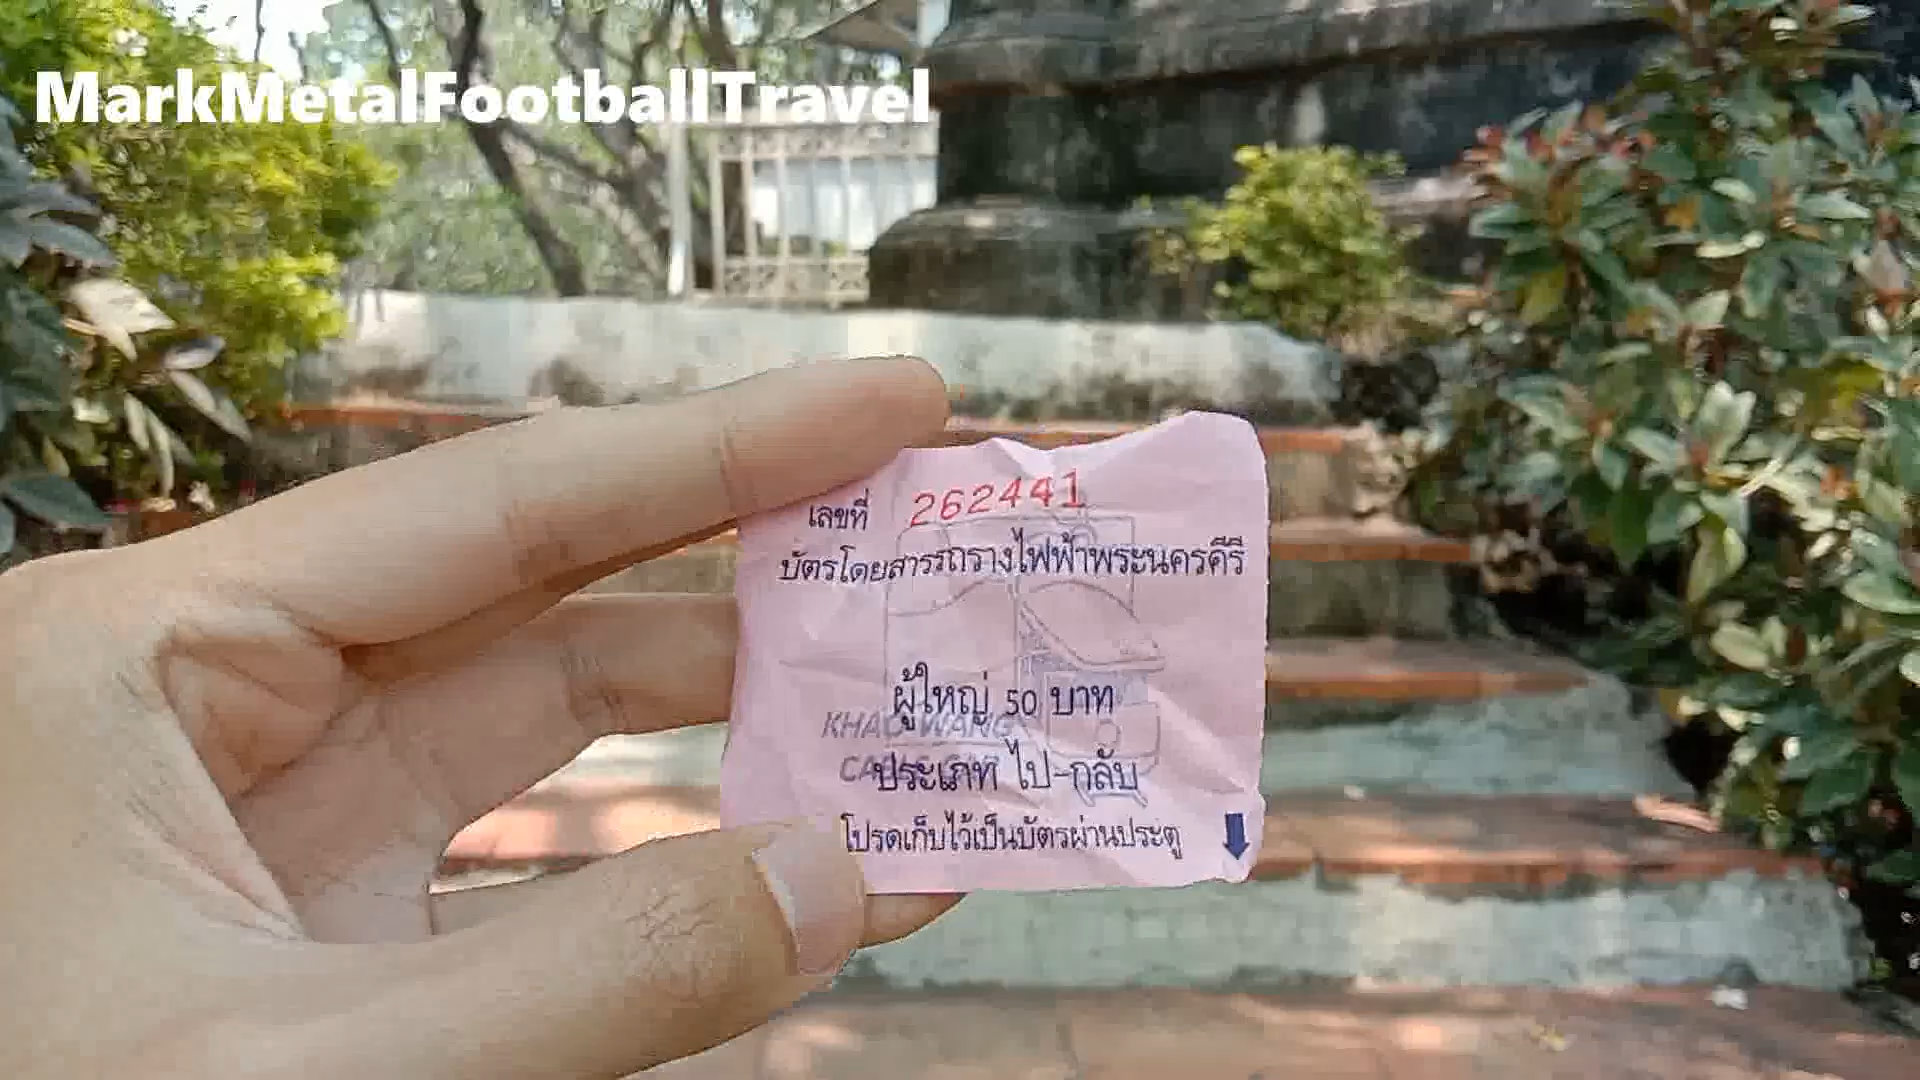 MarkMetalFootballTravel
เลขที่ 262441
บัตรโดยสารรถรางไฟฟ้าพระนครคีรี
ผู้ใหญ่ 50 บาท
KHAO WANG
ประเภท ไป-กลับ
โปรดเก็บไว้เป็นบัตรผ่านประตู